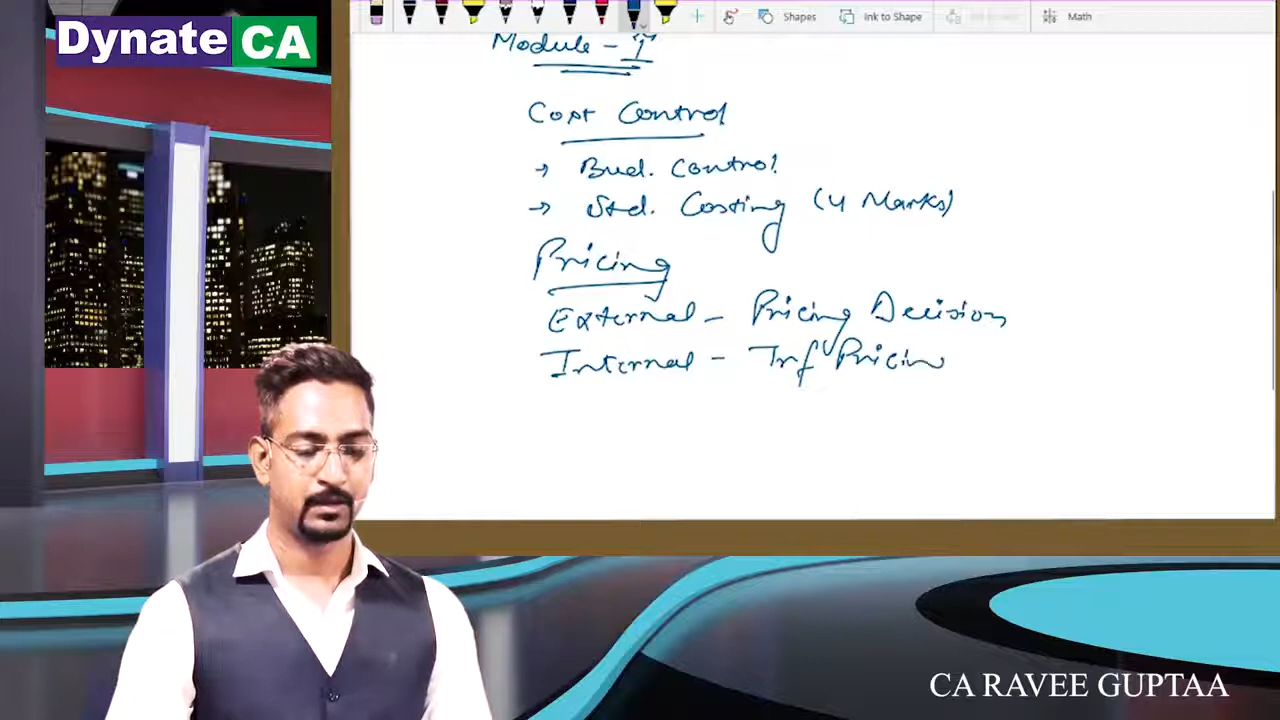 Dynate CA
Shapes
Ink to Shape
Math
Module - I
Cost Control
→ Bud. Control
→ Std. Costing (4 Marks)
Pricing
External - Pricing Decision
Internal - Trf Pricin
CA RAVEE GUPTAA